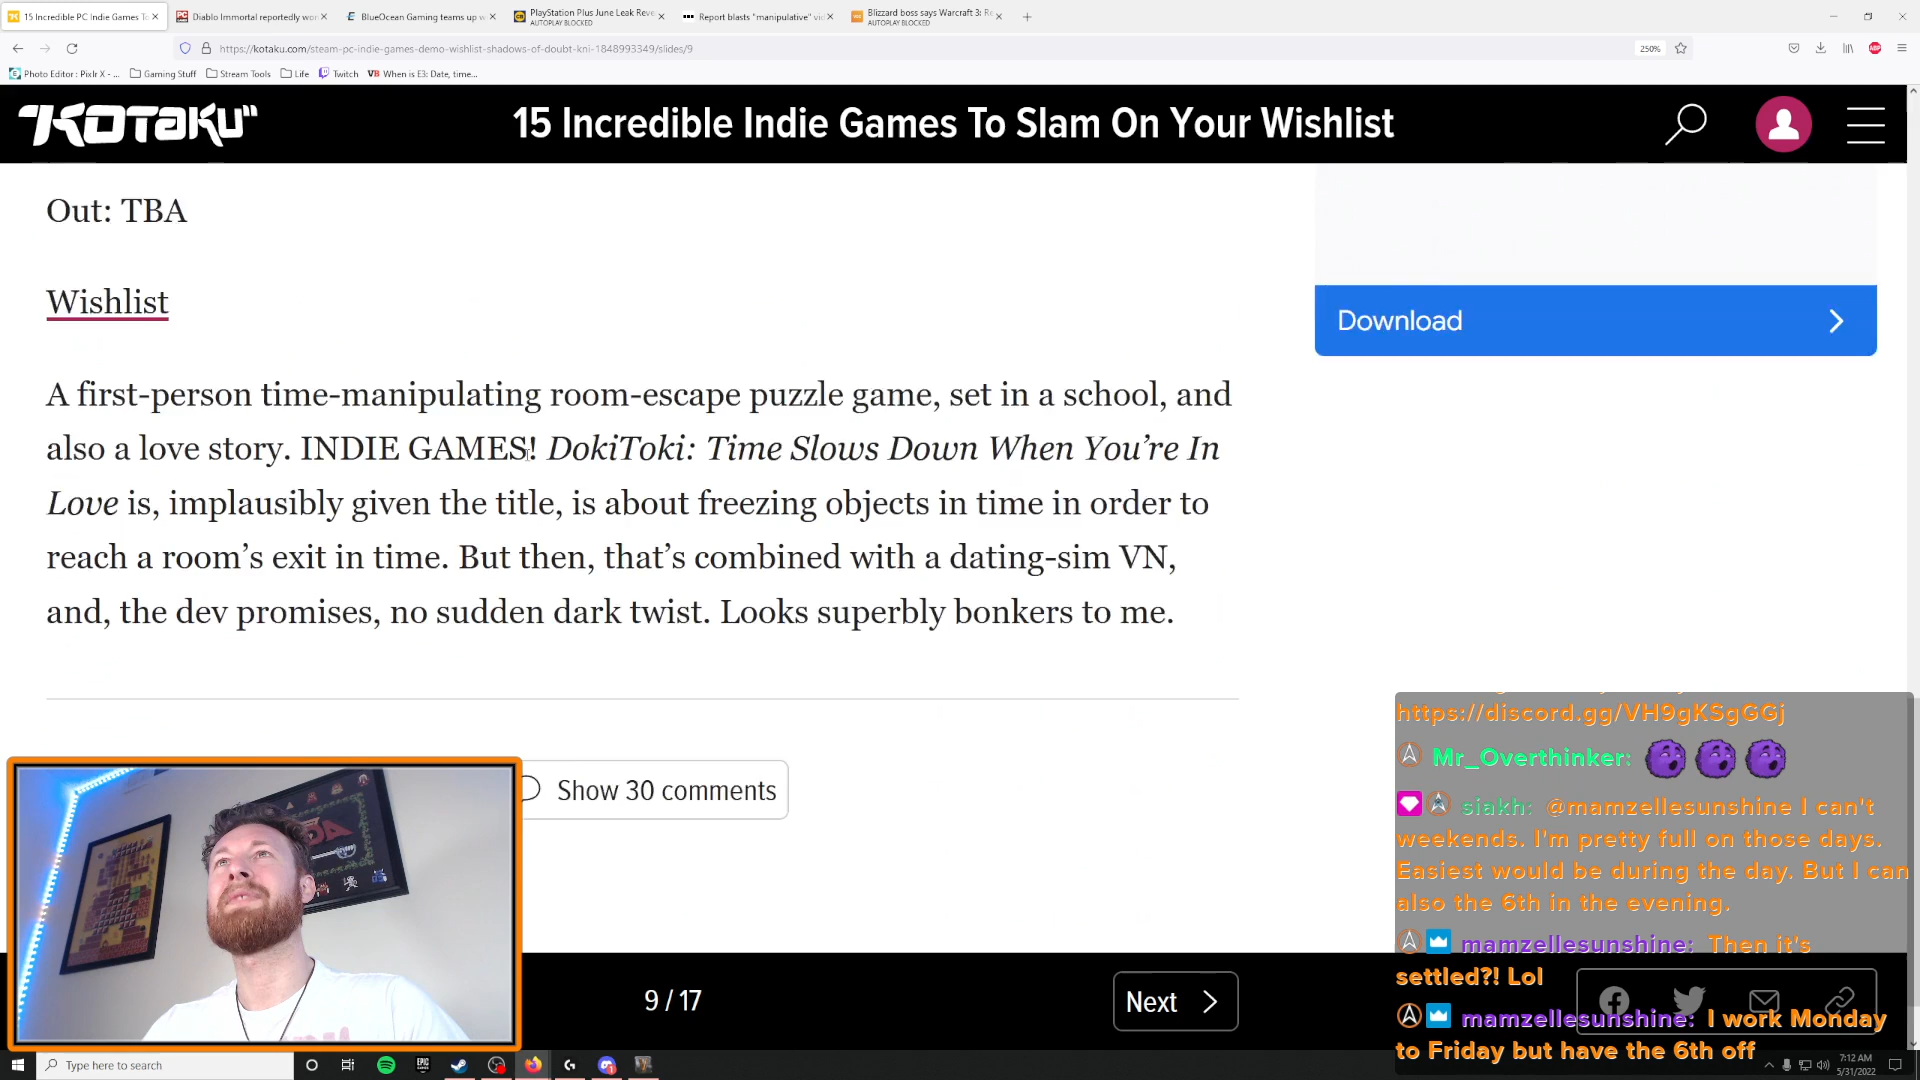 15 Incredible PC Indie Games To
Diablo Immortal reportedly won
BlueOcean Gaming teams up w
PlayStation Plus June Leak Reve
AUTOPLAY BLOCKED
Report blasts "manipulative" vi
Blizzard boss says Warcraft 3: Re
AUTOPLAY BLOCKED
https://kotaku.com/steam-pc-indie-games-demo-wishlist-shadows-of-doubt-kni-1848993349/slides/9
250%
Photo Editor : Pixlr X - ...
Gaming Stuff
Stream Tools
Life
Twitch
VB When is E3: Date, time...
KOTAKU
15 Incredible Indie Games To Slam On Your Wishlist
Out: TBA
Wishlist
Download
A first-person time-manipulating room-escape puzzle game, set in a school, and
also a love story. INDIE GAMES! DokiToki: Time Slows Down When You're In
Love is, implausibly given the title, is about freezing objects in time in order to
reach a room's exit in time. But then, that's combined with a dating-sim VN,
and, the dev promises, no sudden dark twist. Looks superbly bonkers to me.
Show 30 comments
https://discord.gg/VH9gKSgGGj
Mr_Overthinker:
siakh: @mamzellesunshine I can't
weekends. I'm pretty full on those days.
Easiest would be during the day. But I can
also the 6th in the evening.
mamzellesunshine: Then it's
settled?! Lol
mamzellesunshine: I work Monday
to Friday but have the 6th off
9 / 17
Next
Type here to search
7:12 AM
5/31/2022